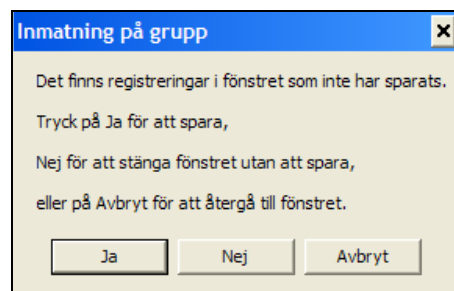 Inmatning på grupp
Det finns registreringar i fönstret som inte har sparats.
Tryck på Ja för att spara,
Nej för att stänga fönstret utan att spara,
eller på Avbryt för att återgå till fönstret.
Ja Nej Avbryt